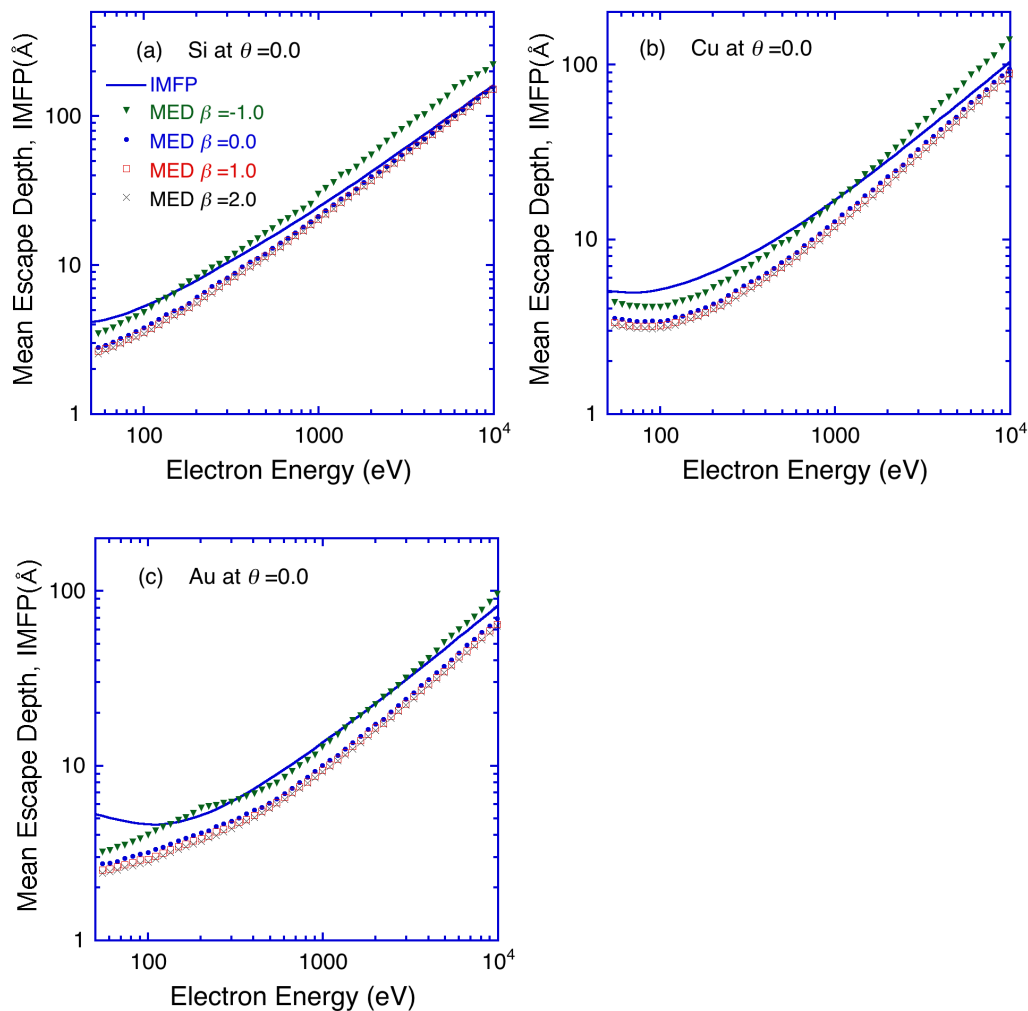 (a) Si at θ =0.0
IMFP
MED β =-1.0
MED β =0.0
MED β =1.0
MED β =2.0
Mean Escape Depth, IMFP(Å)
100
10
1
100 1000 10⁴
Electron Energy (eV)
(b) Cu at θ =0.0
Mean Escape Depth, IMFP(Å)
100
10
1
100 1000 10⁴
Electron Energy (eV)
(c) Au at θ =0.0
Mean Escape Depth, IMFP(Å)
100
10
1
100 1000 10⁴
Electron Energy (eV)